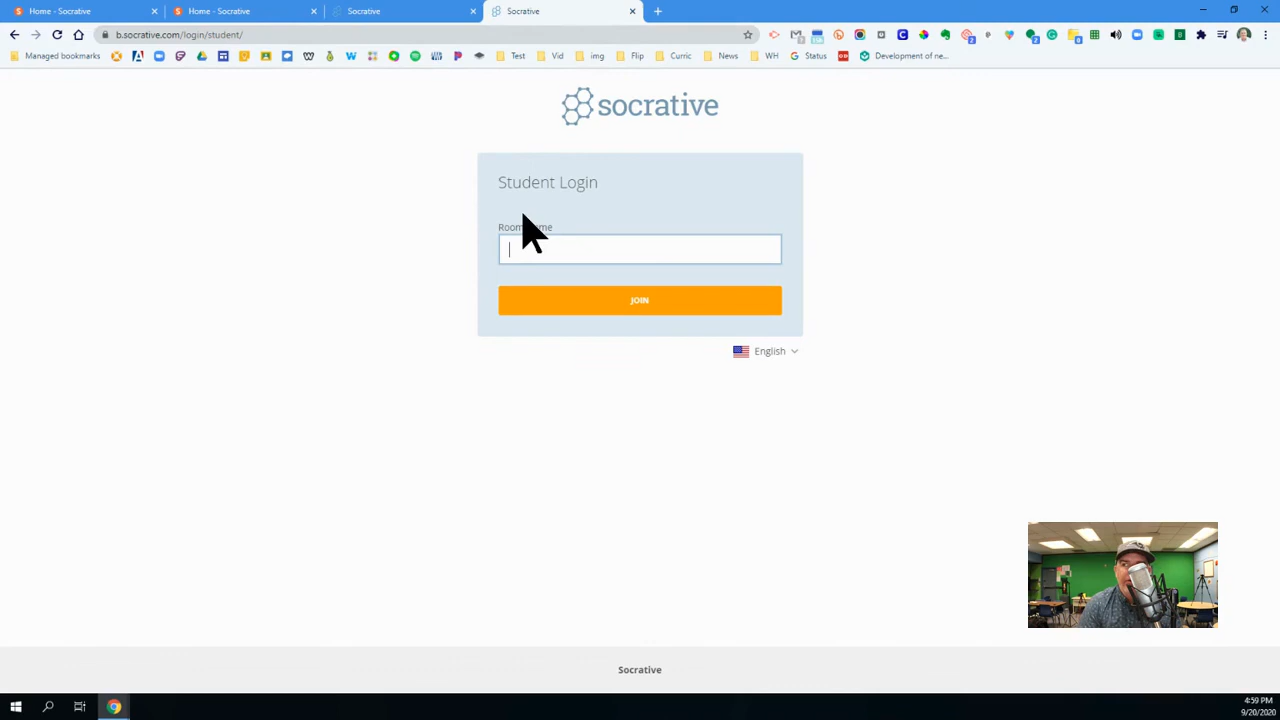 Home - Socrative
Home - Socrative
Socrative
Socrative
b.socrative.com/login/student/
Managed bookmarks
Test
Vid
img
Flip
Curric
News
WH
Status
Development of ne...
socrative
Student Login
Room
me
JOIN
English
Socrative
4:59 PM
9/20/2020